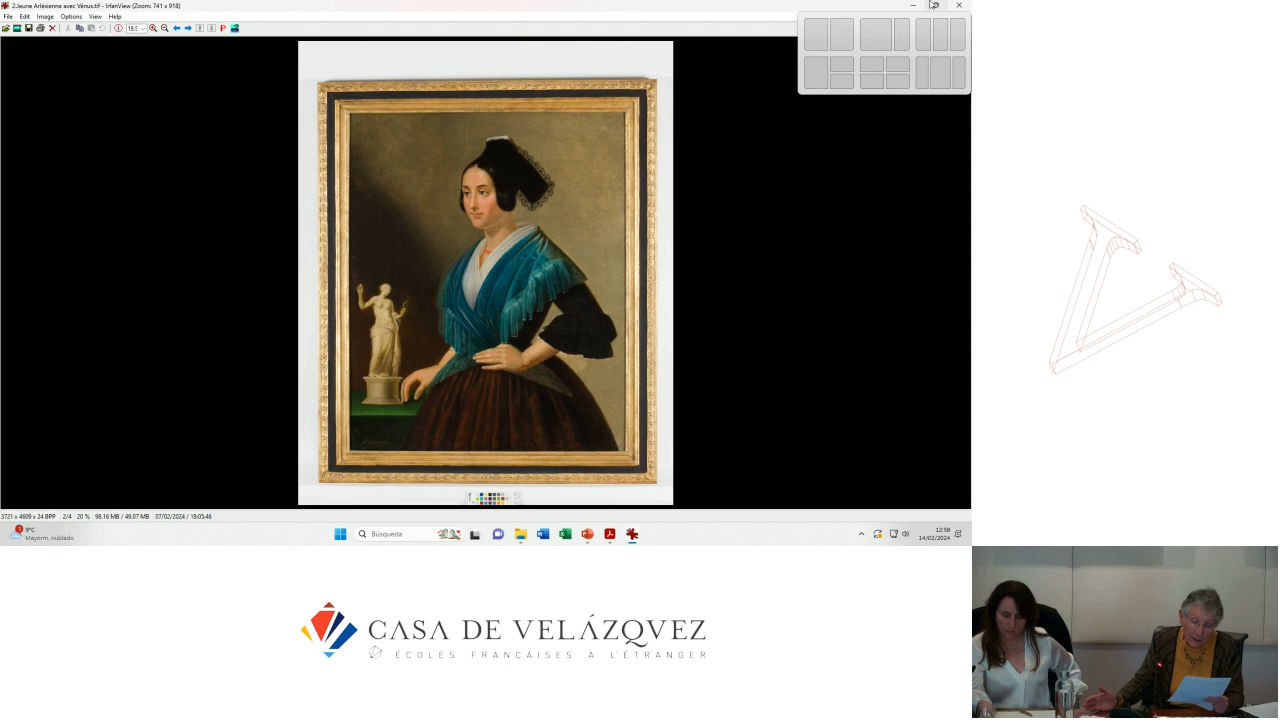 2.Jeune Arlésienne avec Vénus.tif - IrfanView (Zoom: 741 x 918)
File Edit Image Options View Help
19.5
P
3721 x 4609 x 24 BPP 2/4 20 % 98.16 MB / 49.07 MB 07/02/2024 / 18:05:46
9°C
Mayorm. nublado
Búsqueda
12:58
14/02/2024
CASA DE VELÁZQVEZ
ÉCOLES FRANÇAISES À L'ÉTRANGER